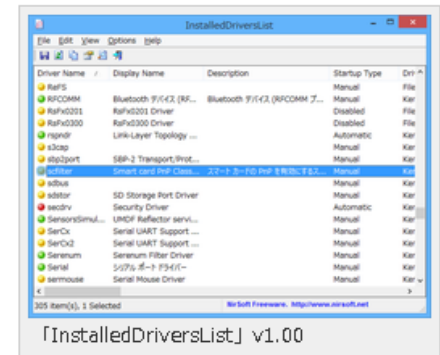 InstalledDriversList
File Edit View Options Help
Driver Name / Display Name Description Startup Type
ReFS Manual File
RFCOMM Bluetooth デバイス (RF... Bluetooth デバイス (RFCOMM プ... Manual Ker
RsFx0201 RsFx0201 Driver Disabled File
RsFx0300 RsFx0300 Driver Disabled File
rspndr Link-Layer Topology ... Automatic Ker
s3cap Manual Ker
sbp2port SBP-2 Transport/Prot... Manual Ker
scfilter Smart card PnP Class... スマート カードの PnP を有効にするス... Manual Ker
sdbus Manual Ker
sdstor SD Storage Port Driver Manual Ker
secdrv Security Driver Automatic Ker
SensorsSimul... UMDF Reflector servi... Manual Ker
SerCx Serial UART Support ... Manual Ker
SerCx2 Serial UART Support ... Manual Ker
Serenum Serenum Filter Driver Manual Ker
Serial シリアル ポート ドライバー Manual Ker
sermouse Serial Mouse Driver Manual Ker
305 item(s), 1 Selected NirSoft Freeware. http://www.nirsoft.net
「InstalledDriversList」v1.00